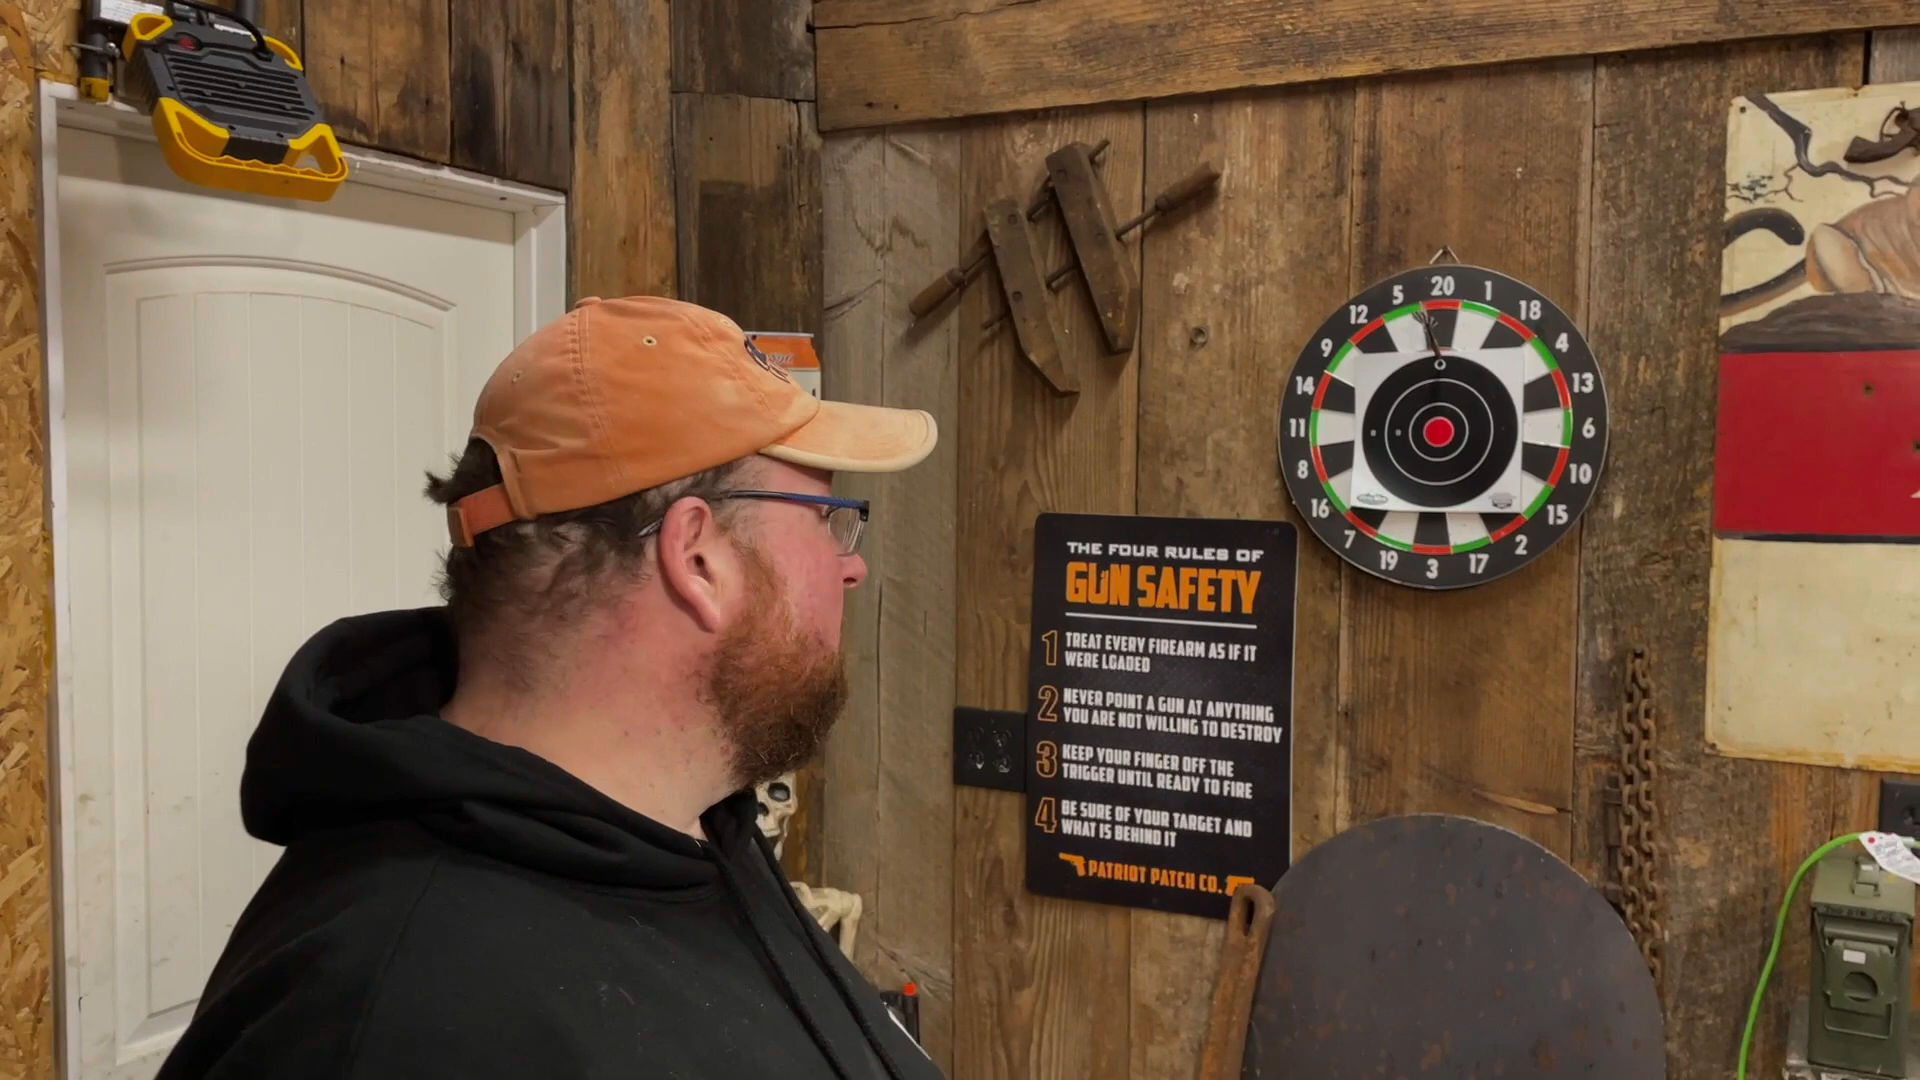 THE FOUR RULES OF
GUN SAFETY
1 TREAT EVERY FIREARM AS IF IT
WERE LOADED
2 NEVER POINT A GUN AT ANYTHING
YOU ARE NOT WILLING TO DESTROY
3 KEEP YOUR FINGER OFF THE
TRIGGER UNTIL READY TO FIRE
4 BE SURE OF YOUR TARGET AND
WHAT IS BEHIND IT
PATRIOT PATCH CO.
20
1
18
4
13
6
10
15
2
17
3
19
7
16
8
11
14
9
12
5